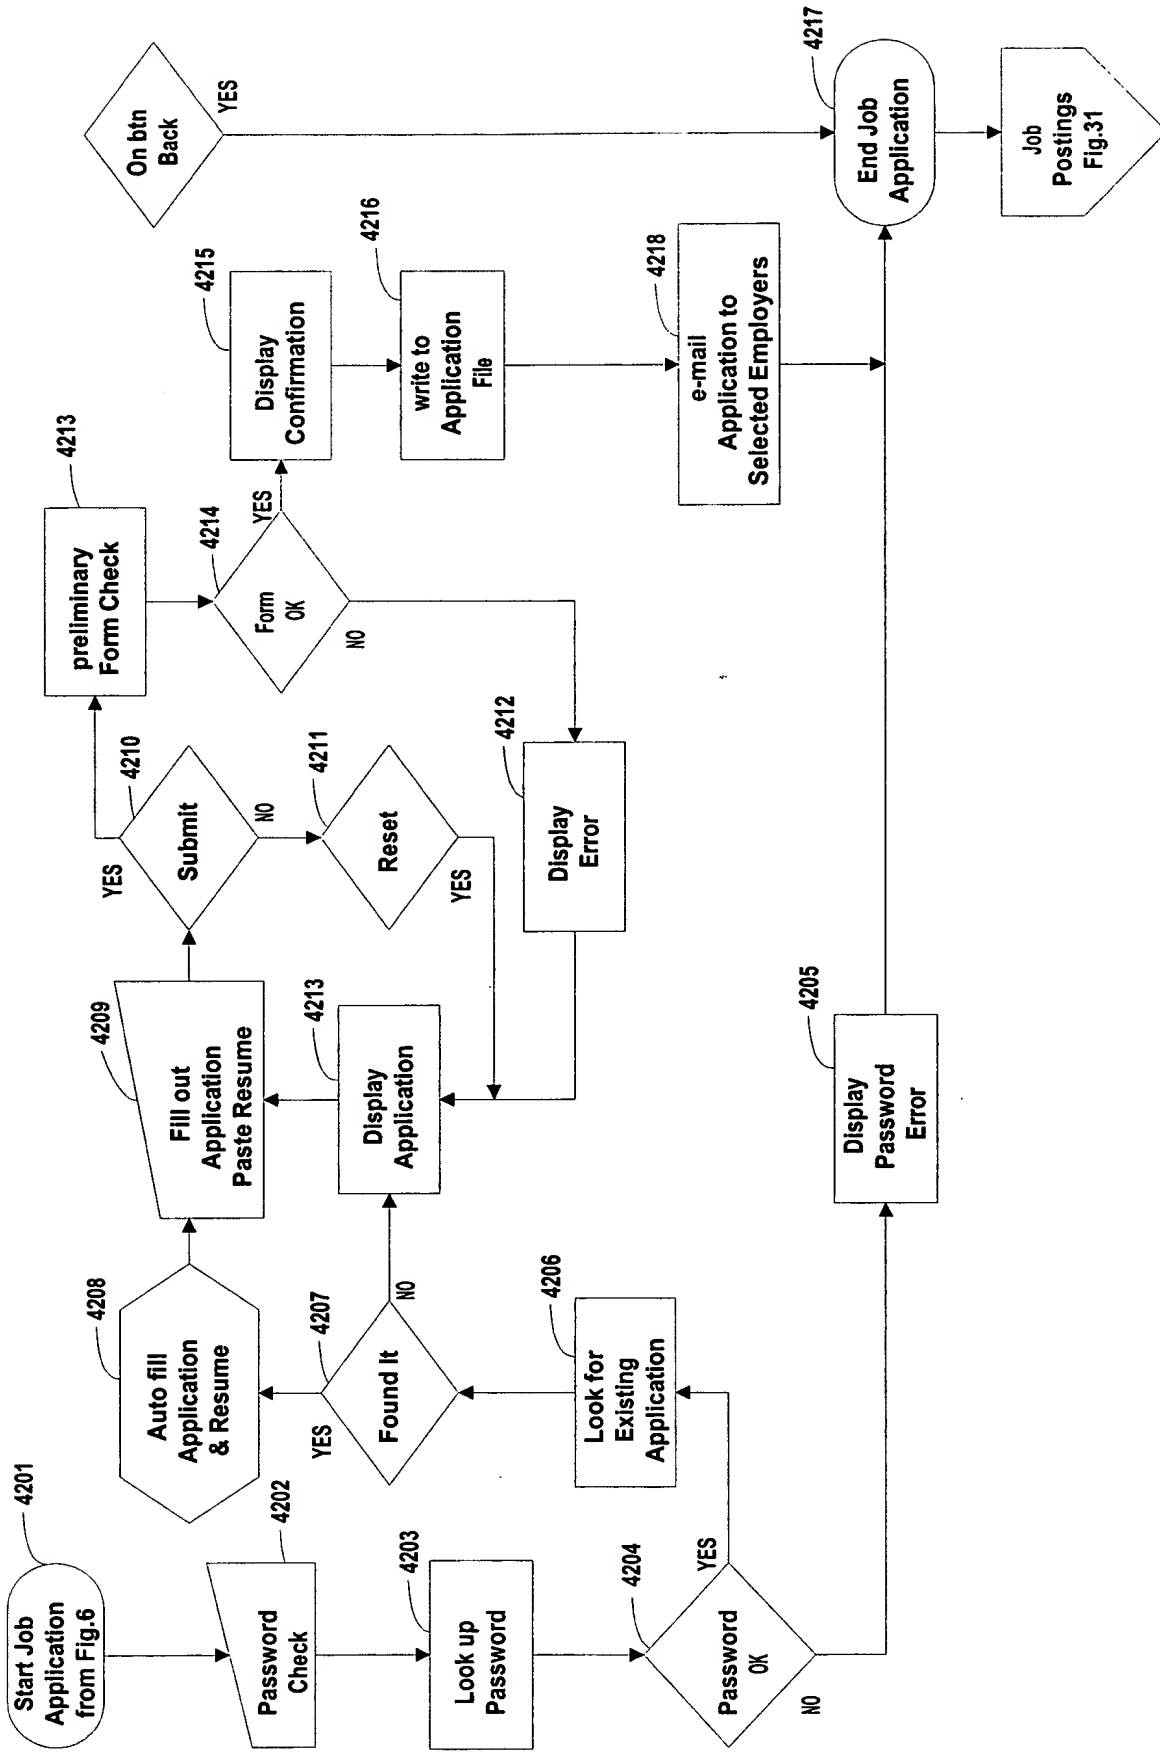 4201
Start Job
Application
from Fig.6
4202
Password
Check
4203
Look up
Password
4204
Password
OK
YES
NO
4205
Display
Password
Error
4206
Look for
Existing
Application
4207
Found It
YES
NO
4208
Auto fill
Application
& Resume
4209
Fill out
Application
Paste Resume
4213
Display
Application
4210
Submit
YES
NO
4211
Reset
YES
4212
Display
Error
4213
preliminary
Form Check
4214
Form
OK
YES
NO
4215
Display
Confirmation
4216
write to
Application
File
4218
e-mail
Application to
Selected Employers
On btn
Back
YES
4217
End Job
Application
Job
Postings
Fig.31